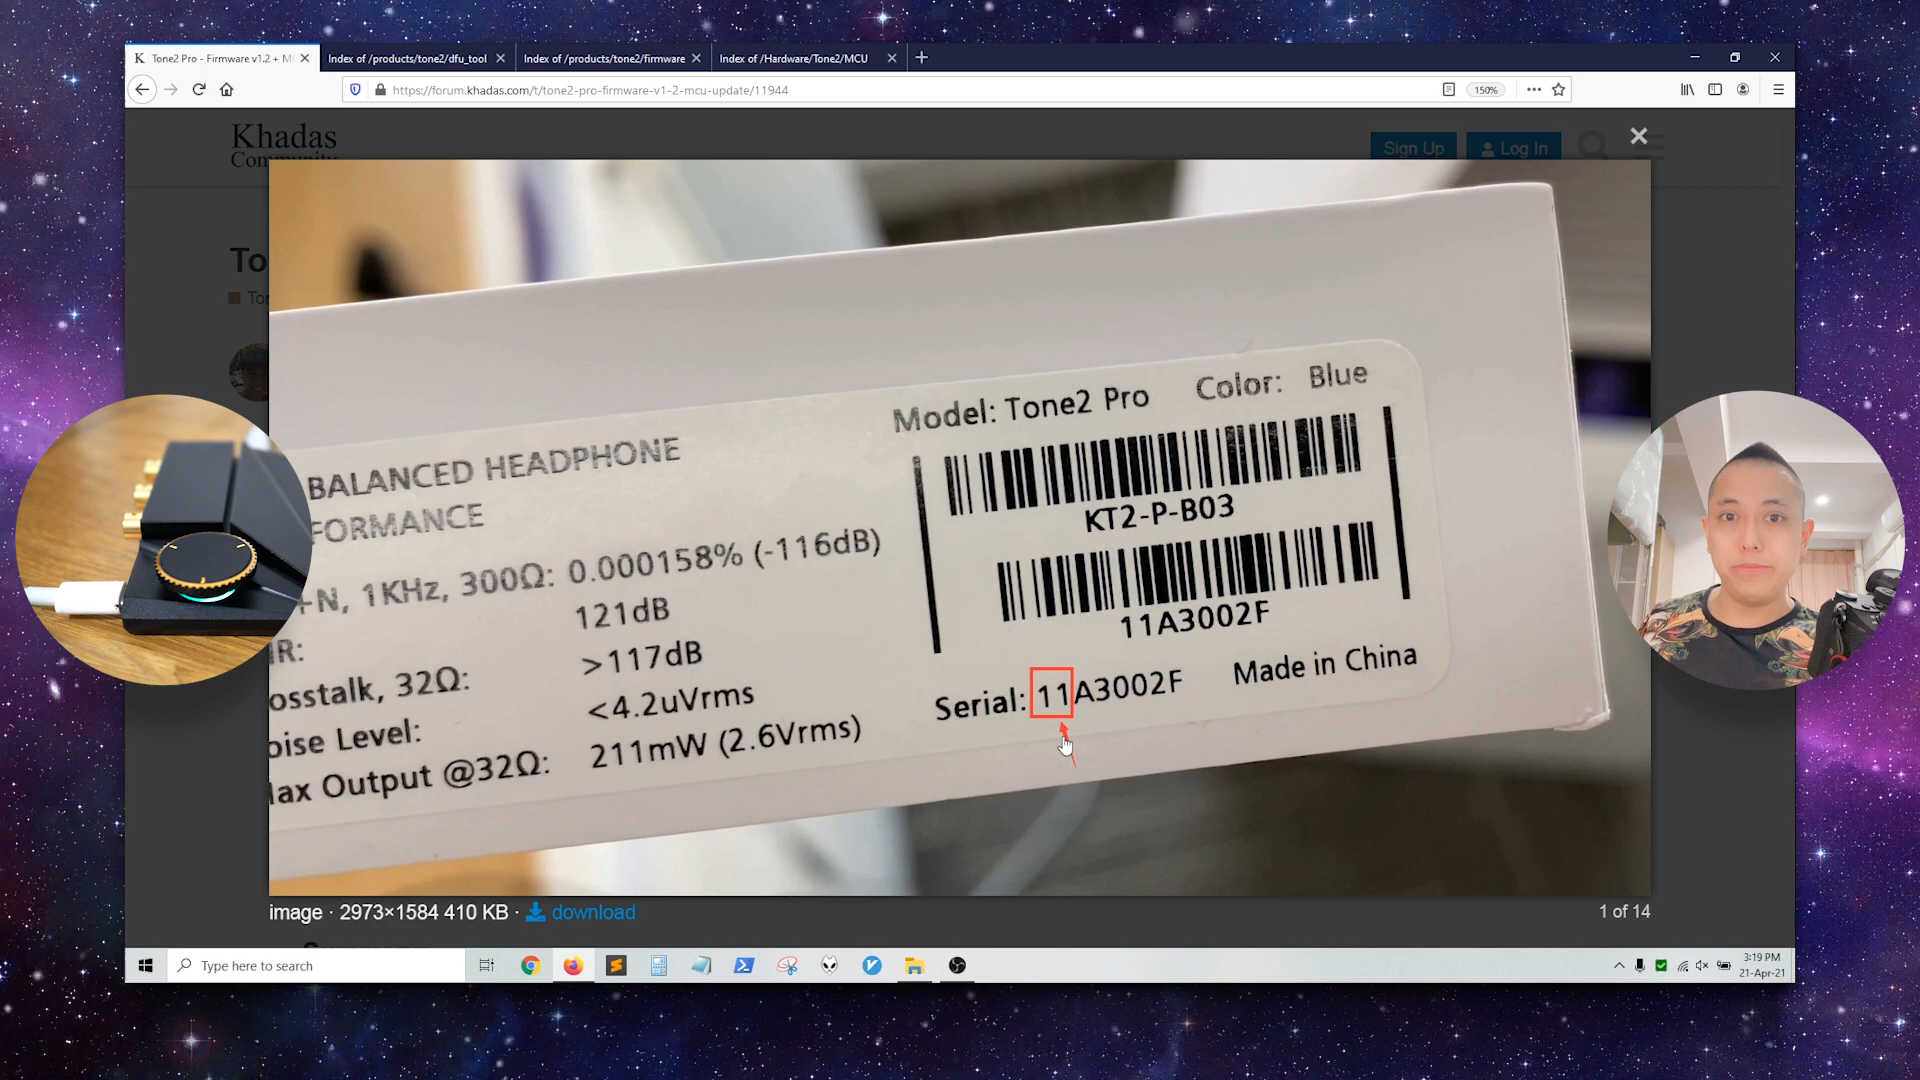 Tone2 Pro - Firmware v1.2 + M
Index of /products/tone2/dfu_tool
Index of /products/tone2/firmware
Index of /Hardware/Tone2/MCU
https://forum.khadas.com/t/tone2-pro-firmware-v1-2-mcu-update/11944
150%
Khadas
Community
Sign Up
Log In
To
Ton
Model: Tone2 Pro Color: Blue
KT2-P-B03
11A3002F
Serial: 11A3002F Made in China
BALANCED HEADPHONE
FORMANCE
+N, 1KHz, 300Ω: 0.000158% (-116dB)
R: 121dB
osstalk, 32Ω: >117dB
oise Level: <4.2uVrms
ax Output @32Ω: 211mW (2.6Vrms)
image · 2973×1584 410 KB · download
1 of 14
Type here to search
3:19 PM
21-Apr-21